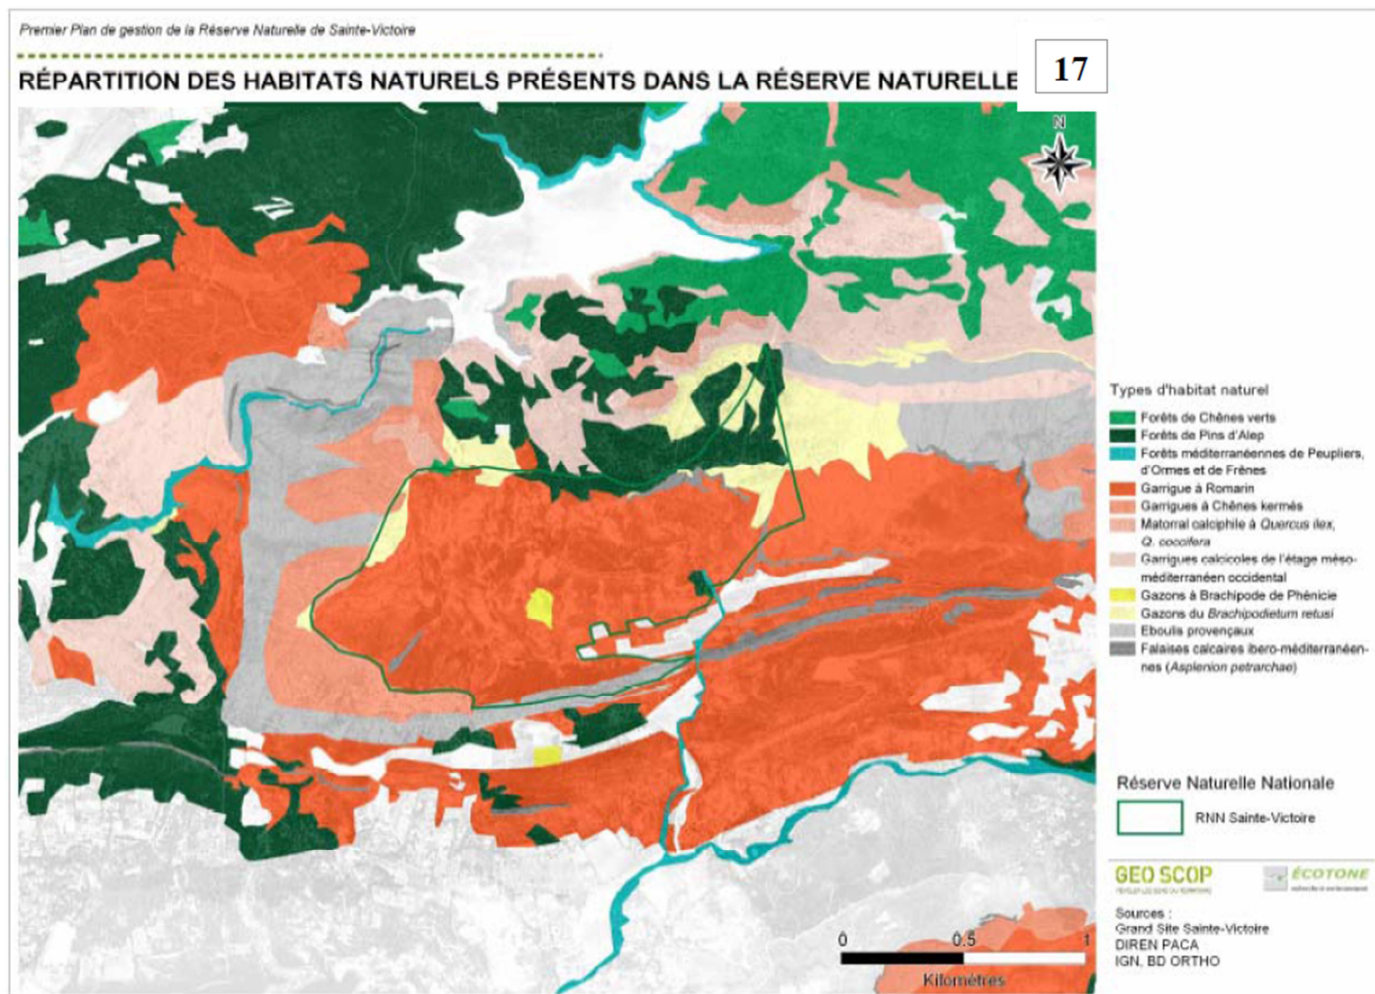 Premier Plan de gestion de la Réserve Naturelle de Sainte-Victoire
RÉPARTITION DES HABITATS NATURELS PRÉSENTS DANS LA RÉSERVE NATURELLE
17
N
Types d'habitat naturel
Forêts de Chênes verts
Forêts de Pins d'Alep
Forêts méditerranéennes de Peupliers,
d'Ormes et de Frênes
Garrigue à Romarin
Garrigues à Chênes kermès
Matorral calciphile à Quercus ilex,
Q. coccifera
Garrigues calcicoles de l'étage méso-
méditerranéen occidental
Gazons à Brachipode de Phénicie
Gazons du Brachipodietum retusi
Eboulis provençaux
Falaises calcaires ibero-méditerranéen-
nes (Asplenion petrarchae)
Réserve Naturelle Nationale
RNN Sainte-Victoire
GEO SCOP
ÉCOTONE
Sources :
Grand Site Sainte-Victoire
DIREN PACA
IGN, BD ORTHO
0 0.5 1
Kilomètres